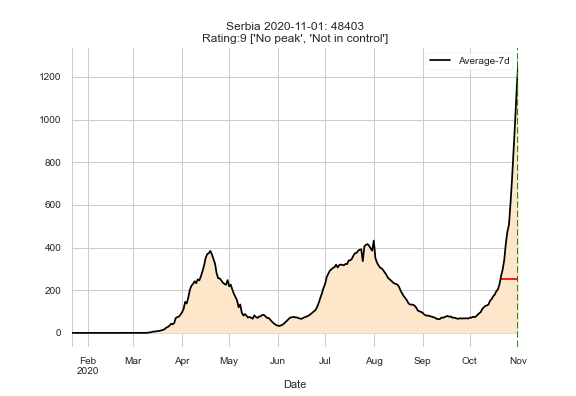 Serbia 2020-11-01: 48403
Rating:9 ['No peak', 'Not in control']
Average-7d
1200
1000
800
600
400
200
0
Feb Mar Apr May Jun Jul Aug Sep Oct Nov
2020
Date